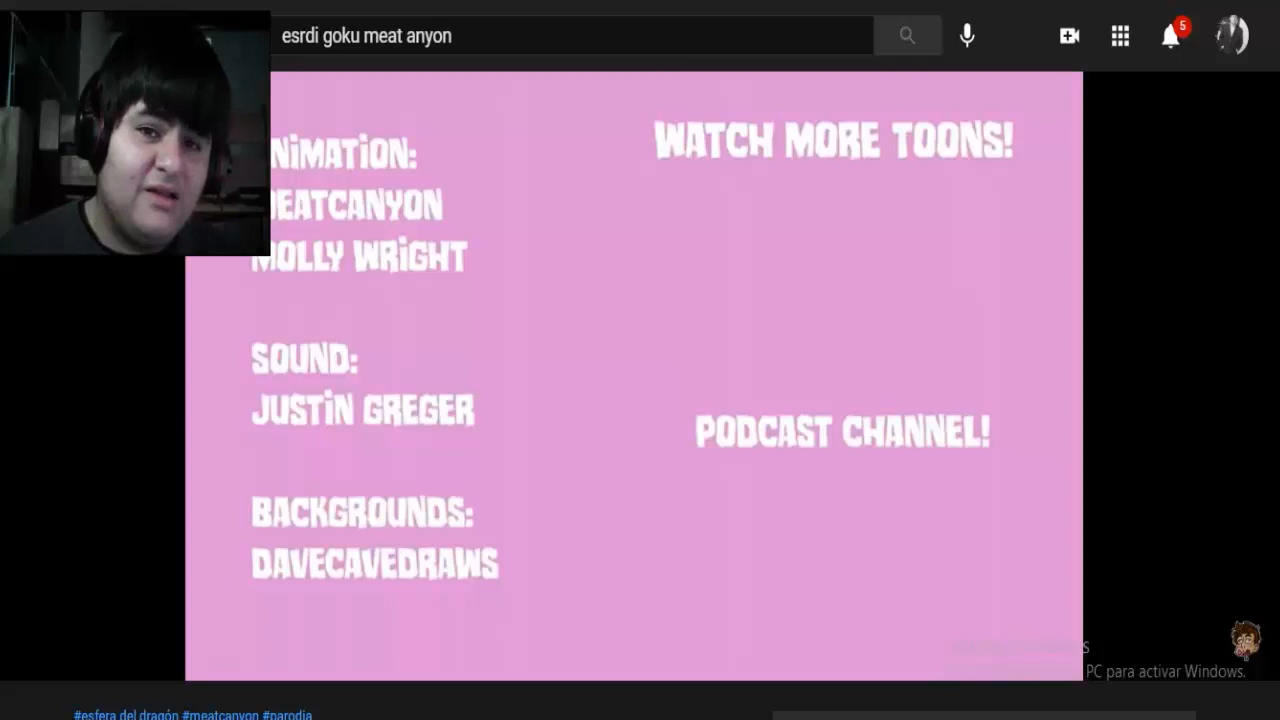 esrdi goku meat anyon
5
NiMATiON:
EATCANYON
MOLLY WRiGHT
SOUND:
JUSTiN GREGER
BACKGROUNDS:
DAVECAVEDRAWS
WATCH MORE TOONS!
PODCAST CHANNEL!
PC para activar Windows.
#esfera del dragón #meatcanyon #parodia